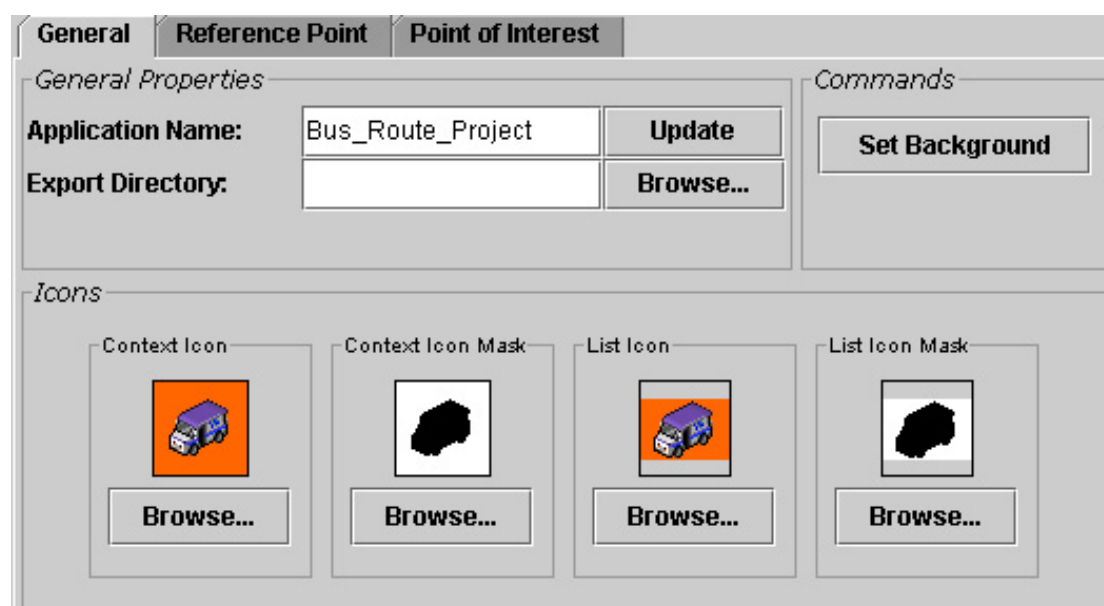 General Reference Point Point of Interest
General Properties Commands
Application Name: Bus_Route_Project Update Set Background
Export Directory: Browse...
Icons
Context Icon Context Icon Mask List Icon List Icon Mask
Browse... Browse... Browse... Browse...